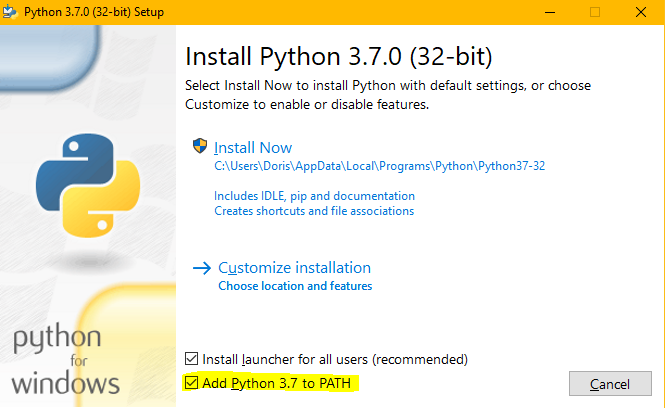 Python 3.7.0 (32-bit) Setup
Install Python 3.7.0 (32-bit)
Select Install Now to install Python with default settings, or choose
Customize to enable or disable features.
Install Now
C:\Users\Doris\AppData\Local\Programs\Python\Python37-32
Includes IDLE, pip and documentation
Creates shortcuts and file associations
Customize installation
Choose location and features
python
for
windows
Install launcher for all users (recommended)
Add Python 3.7 to PATH
Cancel